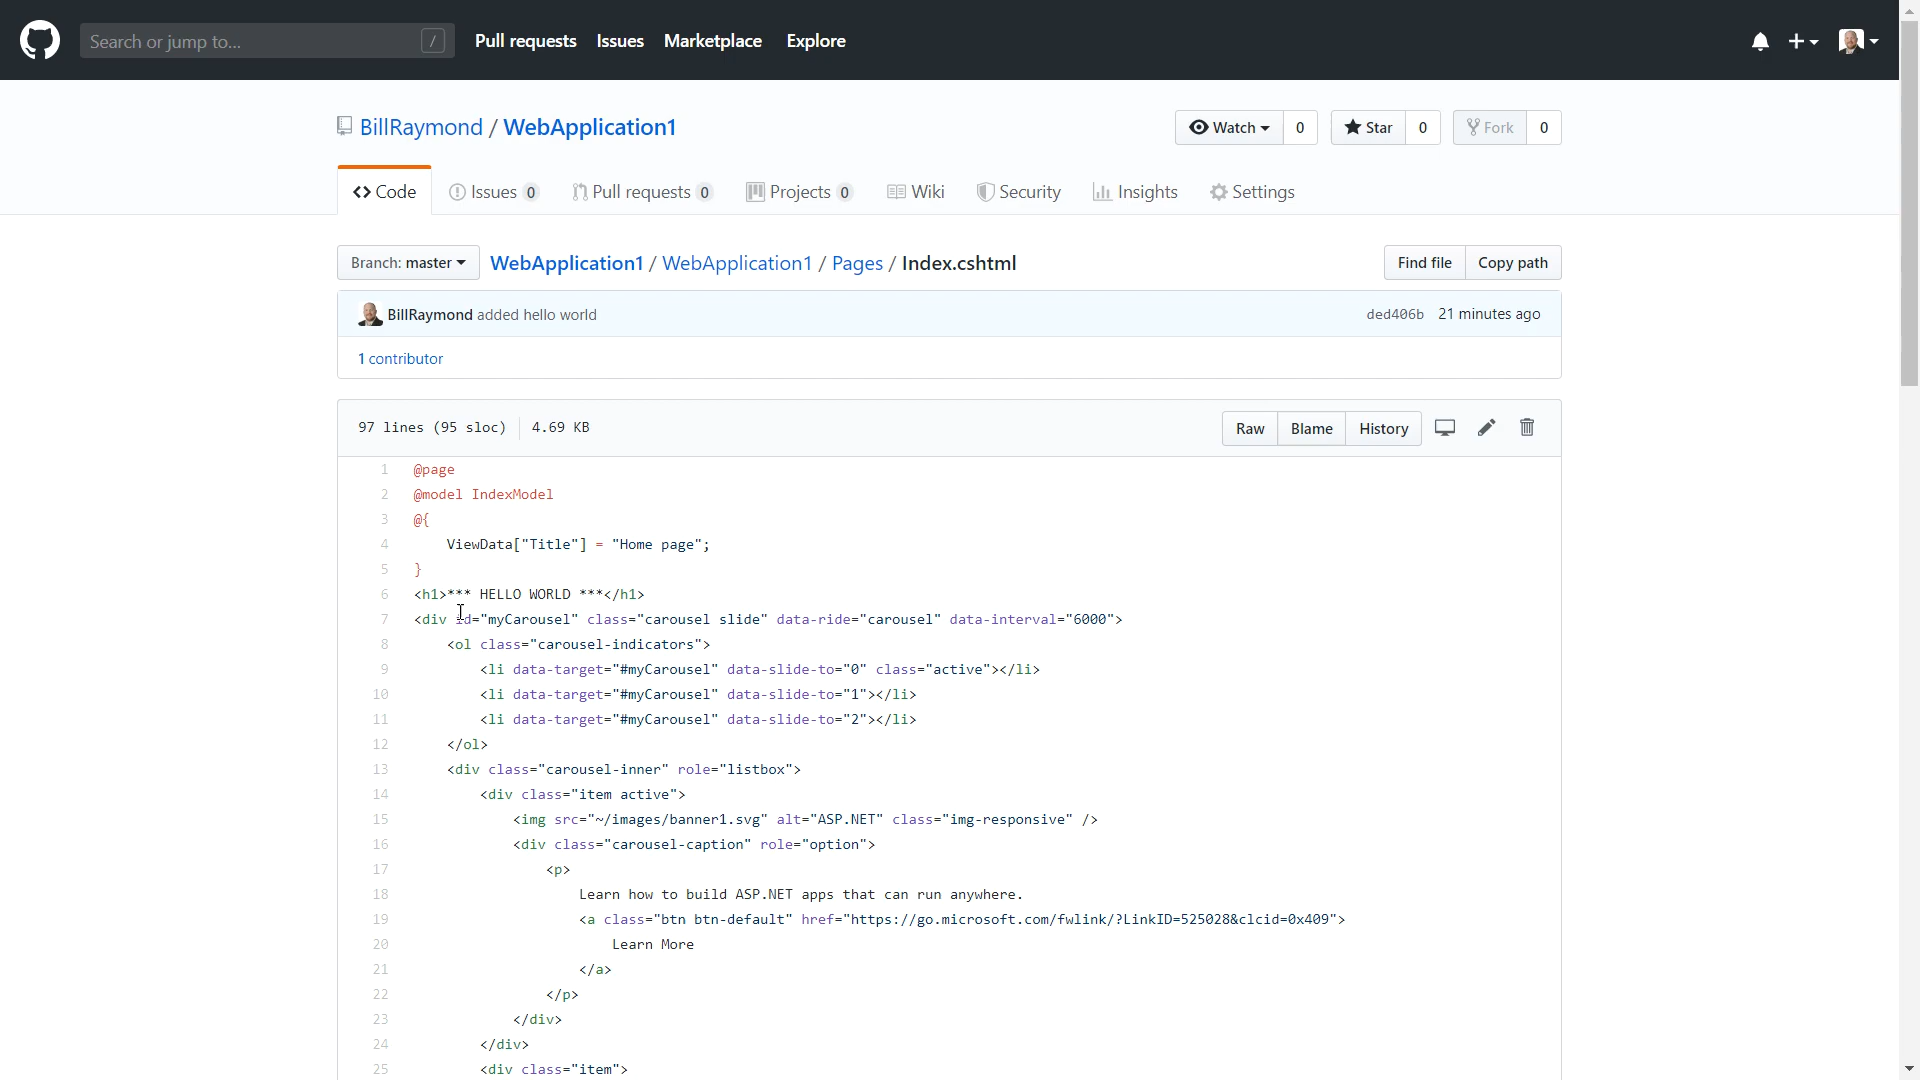 Search or jump to... /
Pull requests Issues Marketplace Explore
BillRaymond / WebApplication1
Watch 0 Star 0 Fork 0
Code Issues 0 Pull requests 0 Projects 0 Wiki Security Insights Settings
Branch: master WebApplication1 / WebApplication1 / Pages / Index.cshtml Find file Copy path
BillRaymond added hello world ded406b 21 minutes ago
1 contributor
97 lines (95 sloc) 4.69 KB Raw Blame History
1 @page
2 @model IndexModel
3 @{
4 ViewData["Title"] = "Home page";
5 }
6 <h1>*** HELLO WORLD ***</h1>
7 <div id="myCarousel" class="carousel slide" data-ride="carousel" data-interval="6000">
8 <ol class="carousel-indicators">
9 <li data-target="#myCarousel" data-slide-to="0" class="active"></li>
10 <li data-target="#myCarousel" data-slide-to="1"></li>
11 <li data-target="#myCarousel" data-slide-to="2"></li>
12 </ol>
13 <div class="carousel-inner" role="listbox">
14 <div class="item active">
15 <img src="~/images/banner1.svg" alt="ASP.NET" class="img-responsive" />
16 <div class="carousel-caption" role="option">
17 <p>
18 Learn how to build ASP.NET apps that can run anywhere.
19 <a class="btn btn-default" href="https://go.microsoft.com/fwlink/?LinkID=525028&clcid=0x409">
20 Learn More
21 </a>
22 </p>
23 </div>
24 </div>
25 <div class="item">